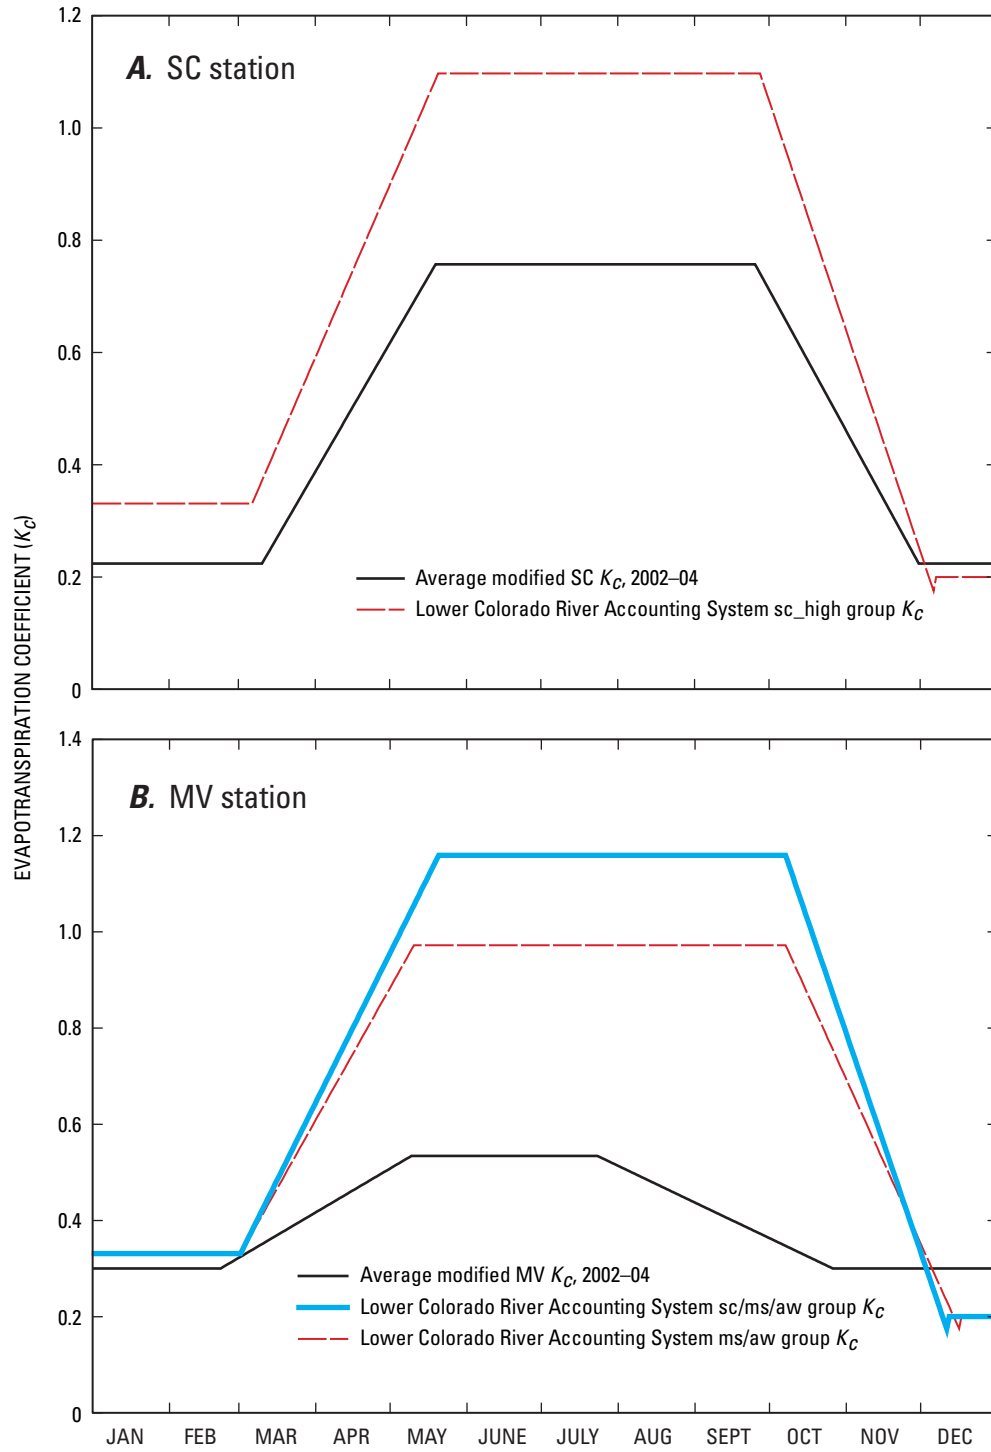 EVAPOTRANSPIRATION COEFFICIENT (KC)
1.2
1.0
0.8
0.6
0.4
0.2
0
A. SC station
Average modified SC KC, 2002–04
Lower Colorado River Accounting System sc_high group KC
1.4
1.2
1.0
0.8
0.6
0.4
0.2
0
B. MV station
Average modified MV KC, 2002–04
Lower Colorado River Accounting System sc/ms/aw group KC
Lower Colorado River Accounting System ms/aw group KC
JAN FEB MAR APR MAY JUNE JULY AUG SEPT OCT NOV DEC